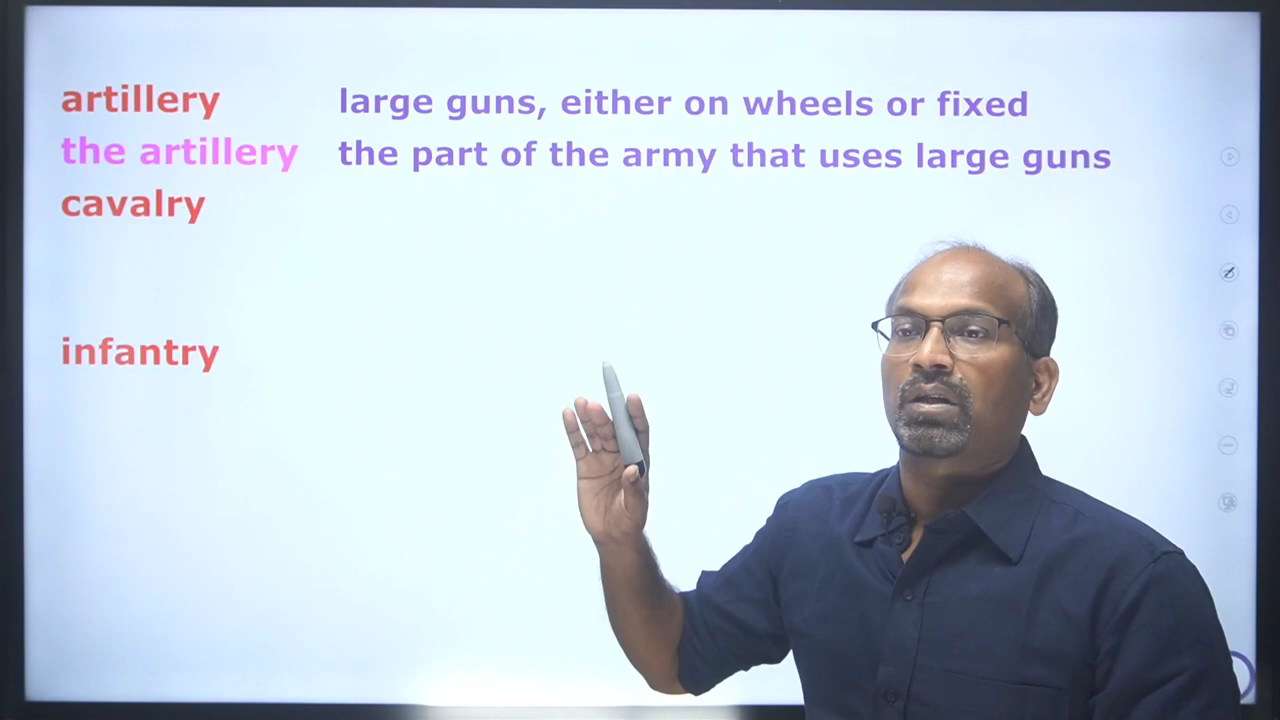 artillery large guns, either on wheels or fixed
the artillery the part of the army that uses large guns
cavalry
infantry